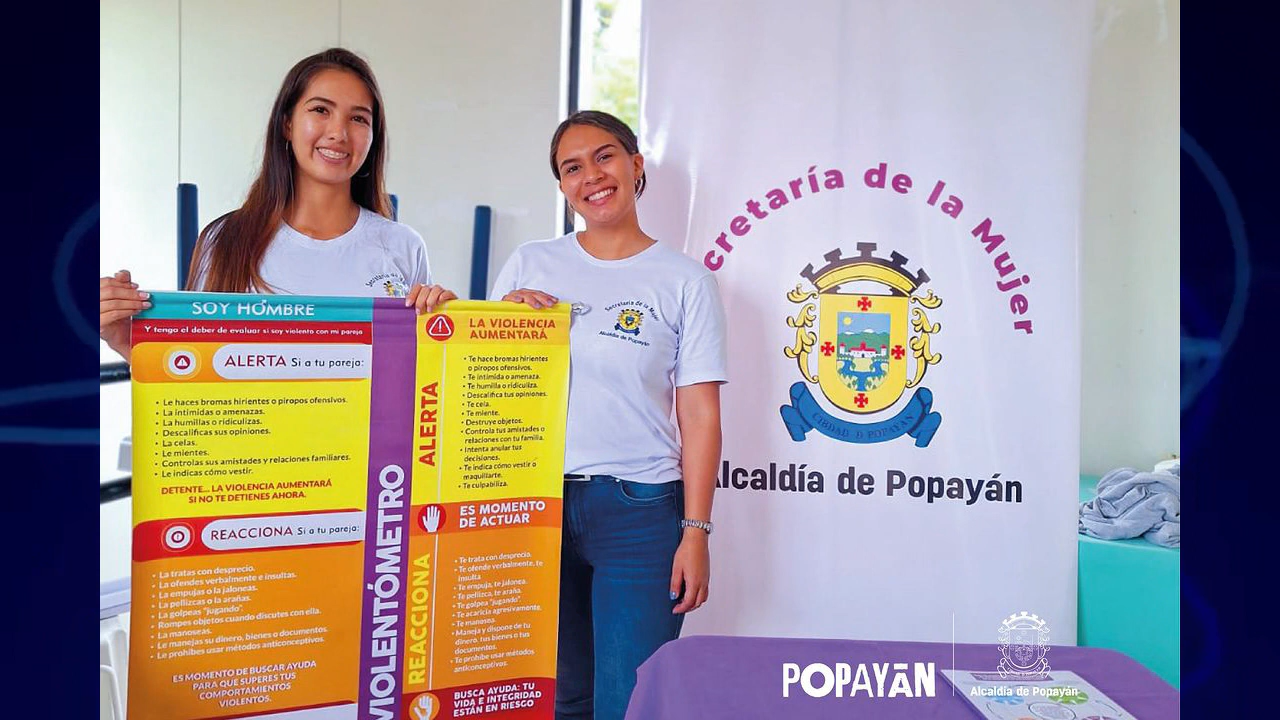 SOY HOMBRE
Y tengo el deber de evaluar si soy violento con mi pareja
ALERTA Si a tu pareja:
• Le haces bromas hirientes o piropos ofensivos.
• La intimidas o amenazas.
• La humillas o ridiculizas.
• Descalificas sus opiniones.
• La celas.
• Le mientes.
• Controlas sus amistades y relaciones familiares.
• Le indicas cómo vestir.
DETENTE... LA VIOLENCIA AUMENTARÁ
SI NO TE DETIENES AHORA.
REACCIONA Si a tu pareja:
• La tratas con desprecio.
• La ofendes verbalmente e insultas.
• La empujas o la jaloneas.
• La pellizcas o la arañas.
• La golpeas "jugando".
• Rompes objetos cuando discutes con ella.
• La manoseas.
• Le manejas su dinero, bienes o documentos.
• Le prohíbes usar métodos anticonceptivos.
ES MOMENTO DE BUSCAR AYUDA
PARA QUE SUPERES TUS
COMPORTAMIENTOS
VIOLENTOS.
VIOLENTÓMETRO
LA VIOLENCIA
AUMENTARÁ
ALERTA
• Te hace bromas hirientes
o piropos ofensivos.
• Te intimida o amenaza.
• Te humilla o ridiculiza.
• Descalifica tus opiniones.
• Te cela.
• Te miente.
• Destruye objetos.
• Controla tus amistades o
relaciones con tu familia.
• Intenta anular tus
decisiones.
• Te indica cómo vestir o
maquillarte.
• Te culpabiliza.
ES MOMENTO
DE ACTUAR
REACCIONA
• Te trata con desprecio.
• Te ofende verbalmente, te
insulta
• Te empuja, te jalonea.
• Te pellizca, te araña.
• Te golpea "jugando".
• Te acaricia agresivamente.
• Te manosea.
• Maneja y dispone de tu
dinero, tus bienes o tus
documentos.
• Te prohíbe usar métodos
anticonceptivos.
BUSCA AYUDA: TU
VIDA E INTEGRIDAD
ESTÁN EN RIESGO
Secretaría de la Mujer
Alcaldía de Popayán
cretaría de la Mujer
CIBDAD D POPAYÁN
lcaldía de Popayán
POPAYÁN
Alcaldía de Popayán